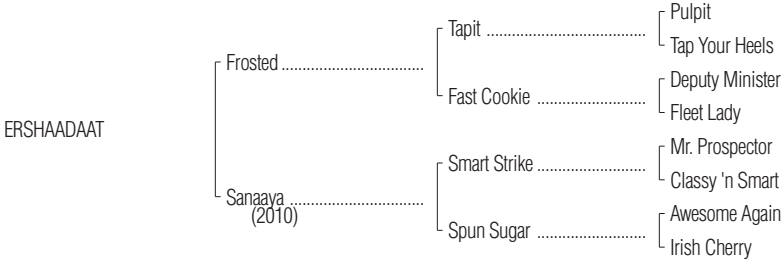 Pulpit
Tapit ................................
Tap Your Heels
Frosted ...........................................
Deputy Minister
Fast Cookie ................................
Fleet Lady
ERSHAADAAT
Mr. Prospector
Smart Strike ................................
Classy 'n Smart
Sanaaya ........................................
(2010)
Awesome Again
Spun Sugar ................................
Irish Cherry